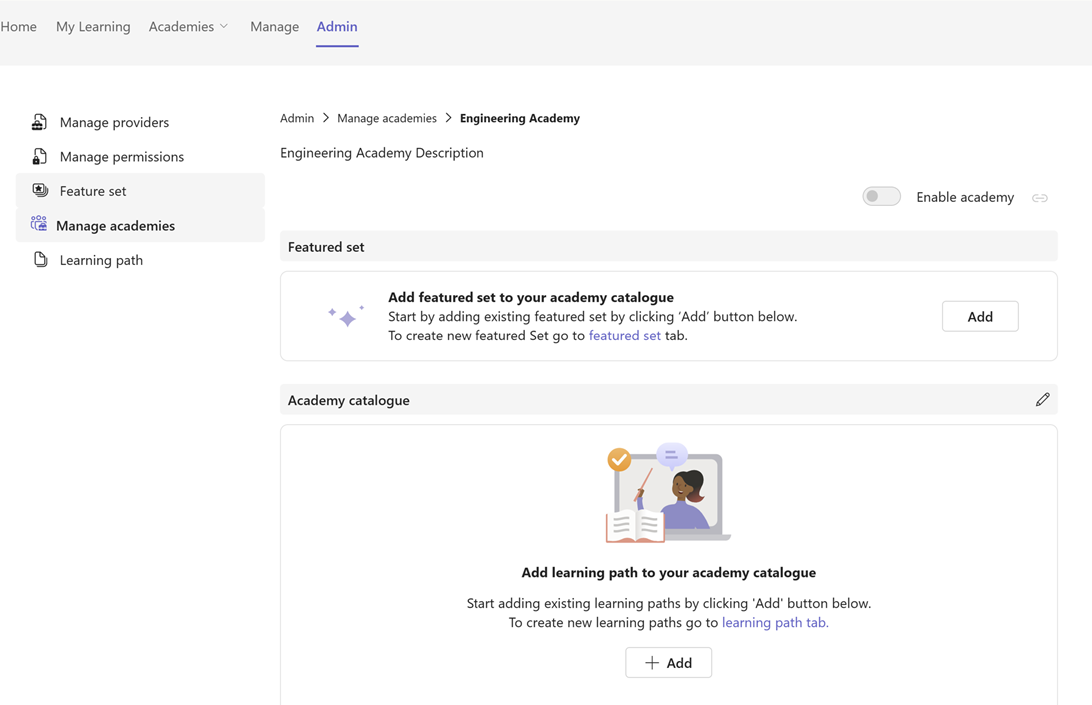 Home My Learning Academies Manage Admin
Manage providers
Manage permissions
Feature set
Manage academies
Learning path
Admin > Manage academies > Engineering Academy
Engineering Academy Description
Enable academy
Featured set
Add featured set to your academy catalogue
Start by adding existing featured set by clicking ‘Add’ button below.
To create new featured Set go to featured set tab.
Add
Academy catalogue
Add learning path to your academy catalogue
Start adding existing learning paths by clicking 'Add' button below.
To create new learning paths go to learning path tab.
+ Add